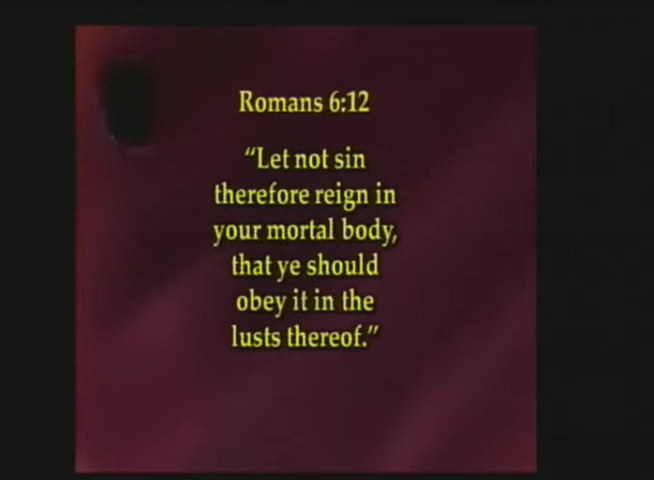 Romans 6:12
“Let not sin
therefore reign in
your mortal body,
that ye should
obey it in the
lusts thereof.”